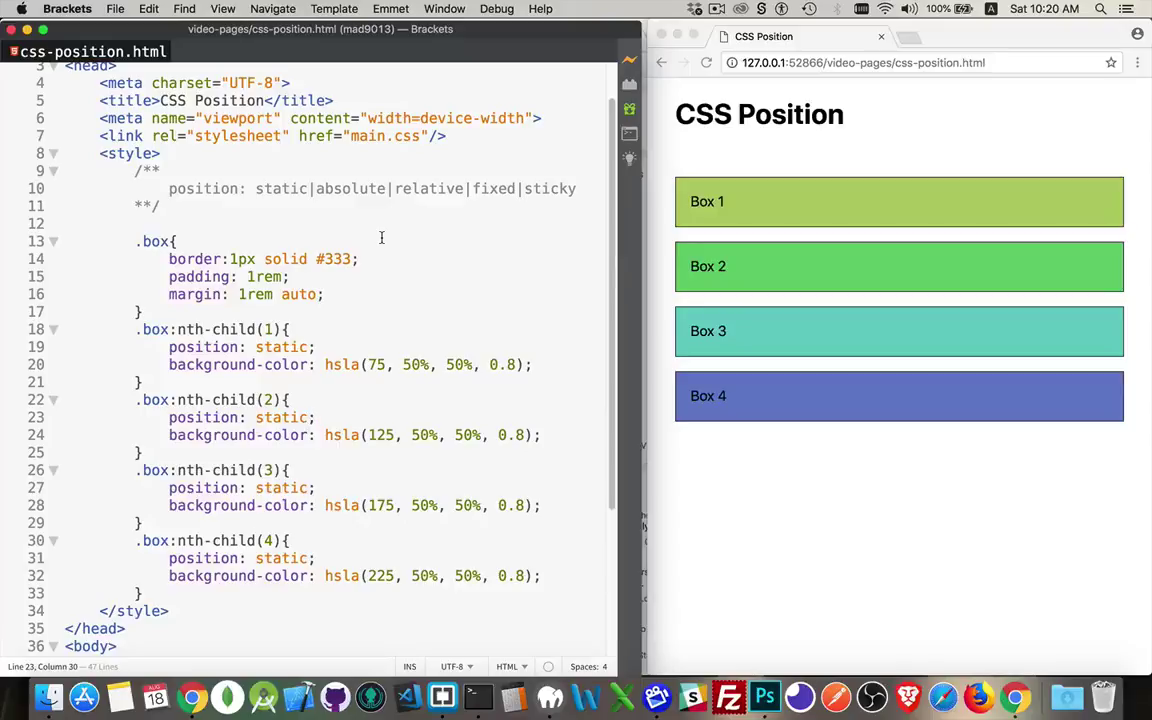 Brackets File Edit Find View Navigate Template Emmet Window Debug Help 100% A Sat 10:20 AM
video-pages/css-position.html (mad9013) — Brackets
css-position.html
3 <head>
4 <meta charset="UTF-8">
5 <title>CSS Position</title>
6 <meta name="viewport" content="width=device-width">
7 <link rel="stylesheet" href="main.css"/>
8 <style>
9 /**
10 position: static|absolute|relative|fixed|sticky
11 **/
12
13 .box{
14 border:1px solid #333;
15 padding: 1rem;
16 margin: 1rem auto;
17 }
18 .box:nth-child(1){
19 position: static;
20 background-color: hsla(75, 50%, 50%, 0.8);
21 }
22 .box:nth-child(2){
23 position: static;
24 background-color: hsla(125, 50%, 50%, 0.8);
25 }
26 .box:nth-child(3){
27 position: static;
28 background-color: hsla(175, 50%, 50%, 0.8);
29 }
30 .box:nth-child(4){
31 position: static;
32 background-color: hsla(225, 50%, 50%, 0.8);
33 }
34 </style>
35 </head>
36 <body>
Line 23, Column 30 — 47 Lines INS UTF-8 HTML Spaces: 4
CSS Position
127.0.0.1:52866/video-pages/css-position.html
CSS Position
Box 1
Box 2
Box 3
Box 4
AUG
18